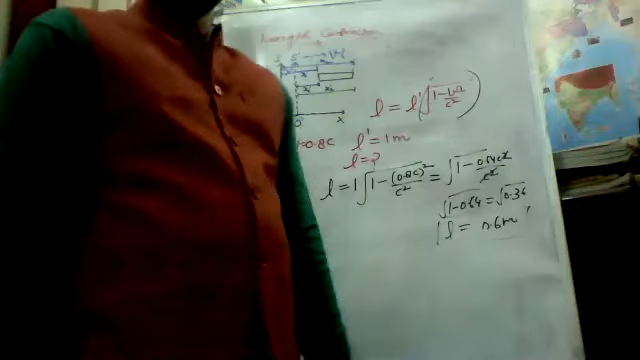 Length Contraction
S S' → v
O x
l = l'(√1-v²/c²)
v=0.8C l' = 1m
l = ?
l = 1√1-(0.8c)²/c² = √1-0.64c²/c²
√1-0.64 = √0.36
l = 0.6m